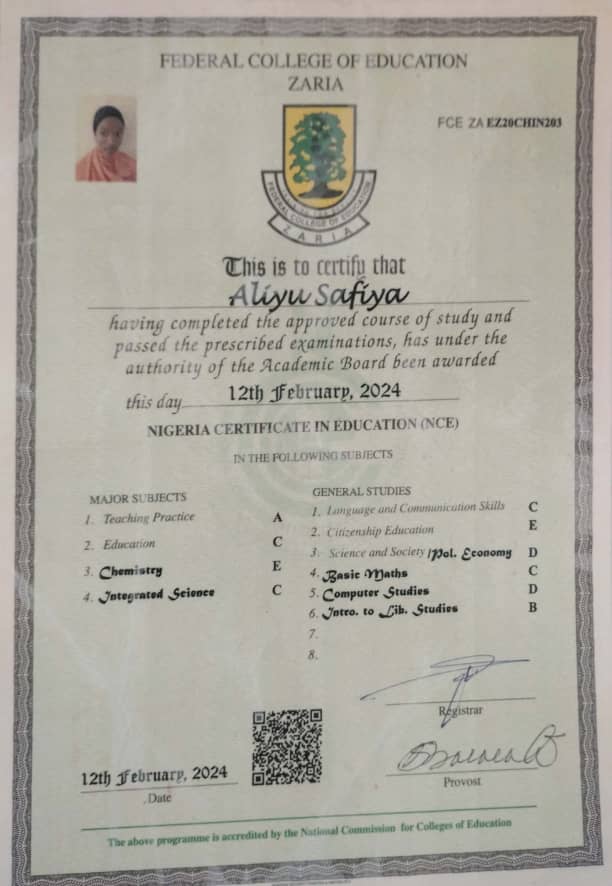 FEDERAL COLLEGE OF EDUCATION
ZARIA
FCE ZA EZ20CHIN203
FEDERAL COLLEGE OF EDUCATION
ZARIA
This is to certify that
Aliyu Safiya
having completed the approved course of study and
passed the prescribed examinations, has under the
authority of the Academic Board been awarded
this day 12th February, 2024
NIGERIA CERTIFICATE IN EDUCATION (NCE)
IN THE FOLLOWING SUBJECTS
MAJOR SUBJECTS
1. Teaching Practice A
2. Education C
3. Chemistry E
4. Integrated Science C
GENERAL STUDIES
1. Language and Communication Skills C
2. Citizenship Education E
3. Science and Society/Pol. Economy D
4. Basic Maths C
5. Computer Studies D
6. Intro. to Lib. Studies B
7.
8.
Registrar
12th February, 2024
Date
Provost
The above programme is accredited by the National Commission for Colleges of Education